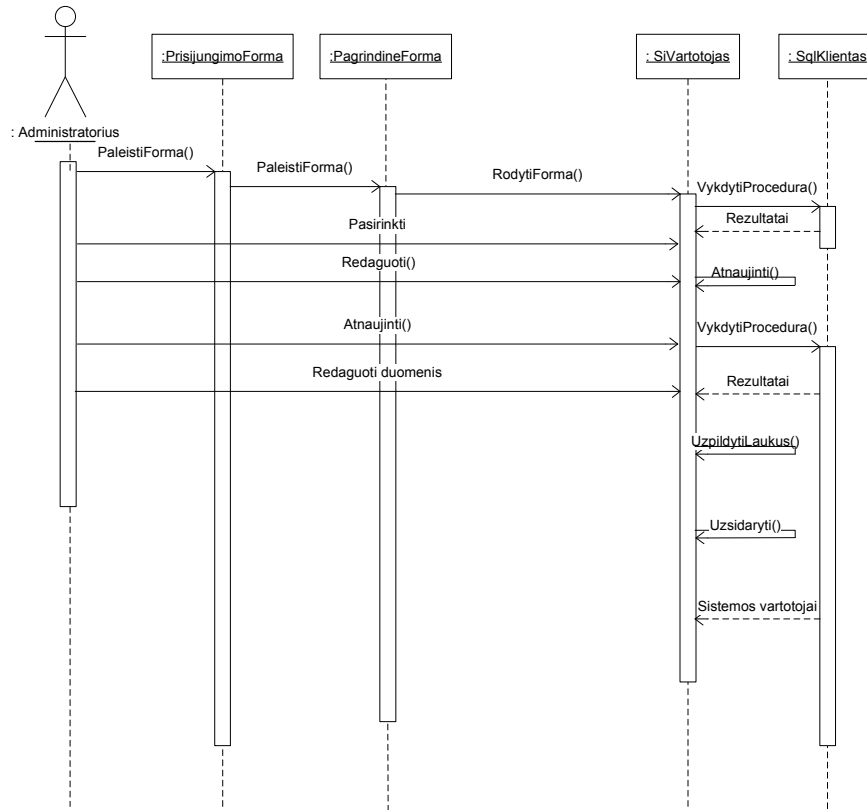 :PrisijungimoForma
:PagrindineForma
: SiVartotojas
: SqlKlientas
: Administratorius
PaleistiForma()
PaleistiForma()
RodytiForma()
VykdytiProcedura()
Rezultatai
Pasirinkti
Redaguoti()
Atnaujinti()
Atnaujinti()
VykdytiProcedura()
Redaguoti duomenis
Rezultatai
UzpildytiLaukus()
Uzsidaryti()
Sistemos vartotojai